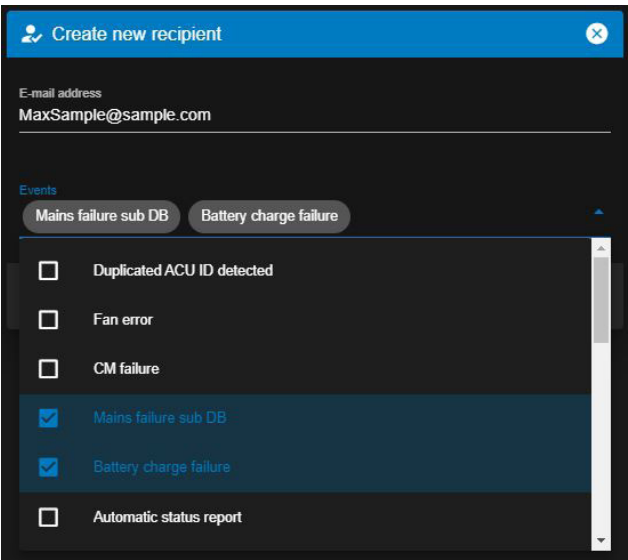 Create new recipient
E-mail address
MaxSample@sample.com
Events
Mains failure sub DB Battery charge failure
Duplicated ACU ID detected
Fan error
CM failure
Mains failure sub DB
Battery charge failure
Automatic status report